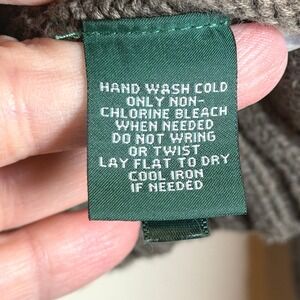 HAND WASH COLD
ONLY NON-
CHLORINE BLEACH
WHEN NEEDED
DO NOT WRING
OR TWIST
LAY FLAT TO DRY
COOL IRON
IF NEEDED